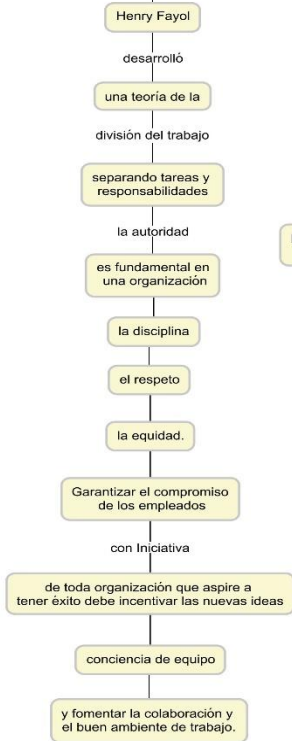 Henry Fayol
desarrolló
una teoría de la
división del trabajo
separando tareas y
responsabilidades
la autoridad
es fundamental en
una organización
la disciplina
el respeto
la equidad.
Garantizar el compromiso
de los empleados
con Iniciativa
de toda organización que aspire a
tener éxito debe incentivar las nuevas ideas
conciencia de equipo
y fomentar la colaboración y
el buen ambiente de trabajo.